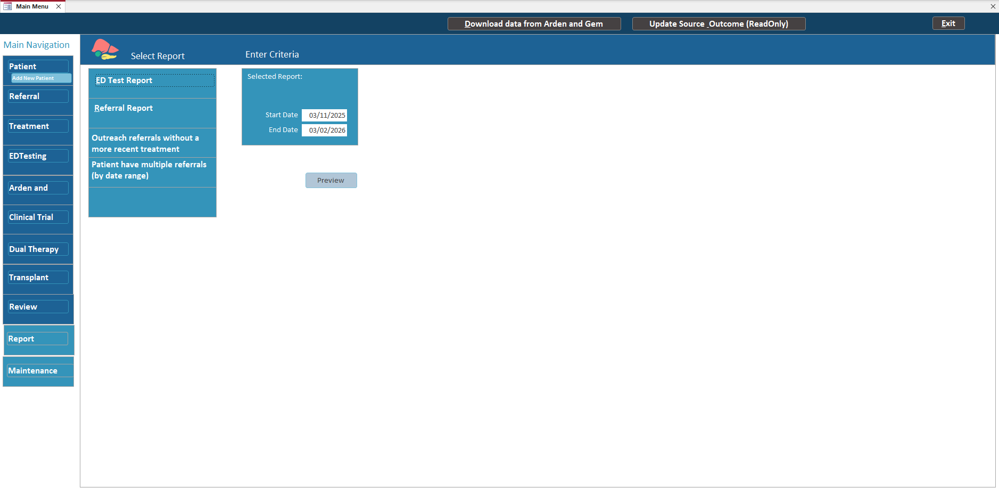 Main Menu
Download data from Arden and Gem
Update Source _Outcome (ReadOnly)
Exit
Main Navigation
Select Report
Enter Criteria
Patient
Add New Patient
Referral
Treatment
EDTesting
Arden and
Clinical Trial
Dual Therapy
Transplant
Review
Report
Maintenance
ED Test Report
Referral Report
Outreach referrals without a
more recent treatment
Patient have multiple referrals
(by date range)
Selected Report:
Start Date 03/11/2025
End Date 03/02/2026
Preview